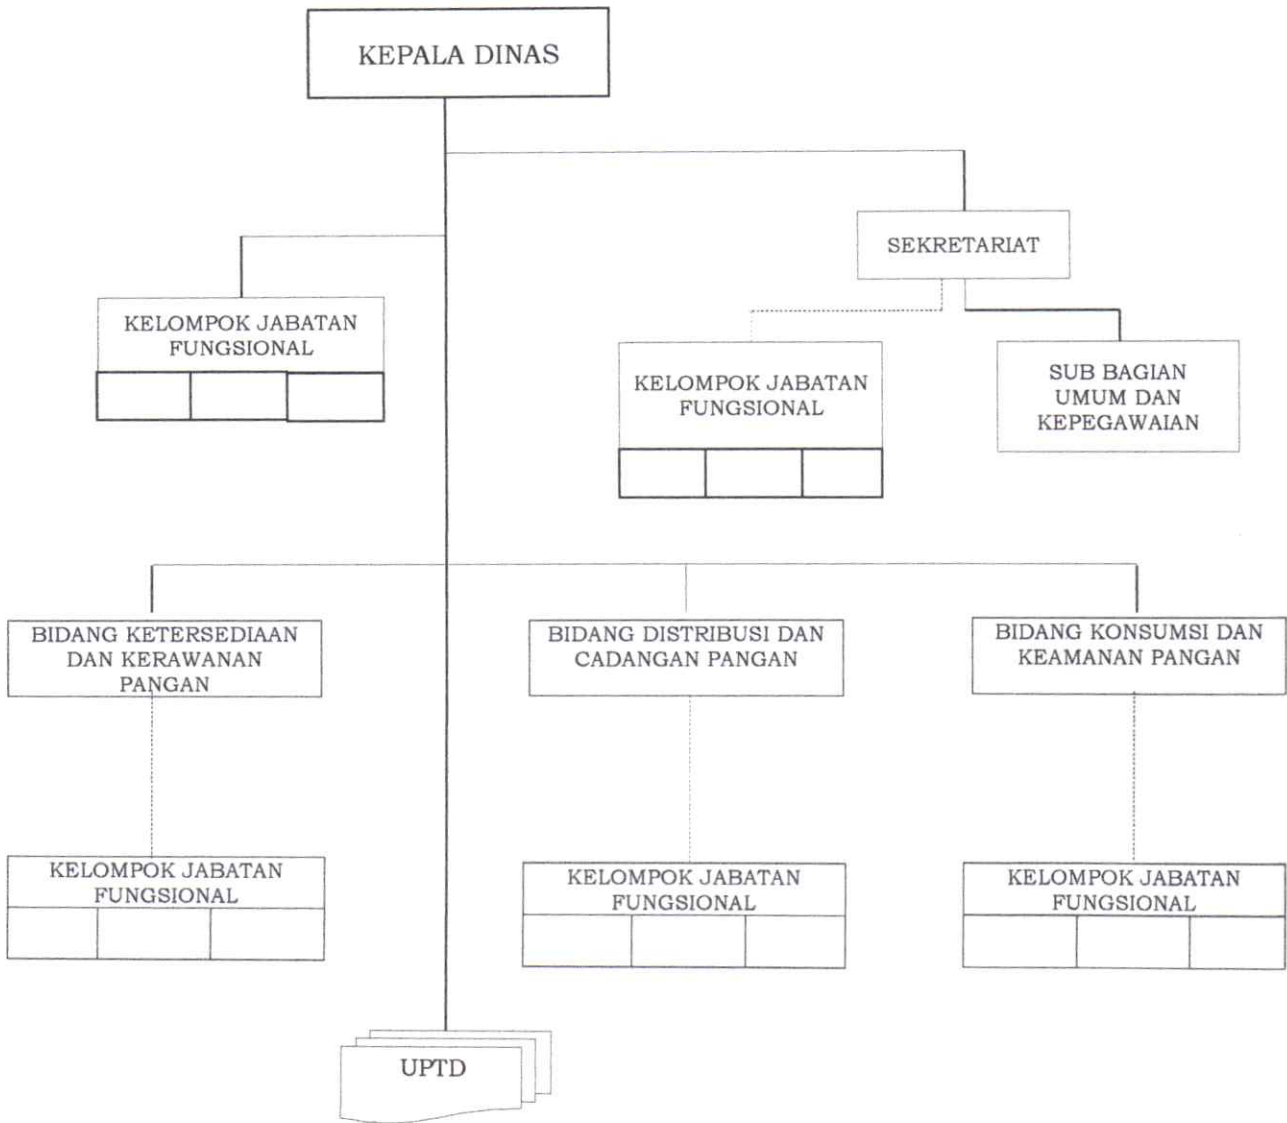 KEPALA DINAS
SEKRETARIAT
KELOMPOK JABATAN
FUNGSIONAL
KELOMPOK JABATAN
FUNGSIONAL
SUB BAGIAN
UMUM DAN
KEPEGAWAIAN
BIDANG KETERSEDIAAN
DAN KERAWANAN
PANGAN
BIDANG DISTRIBUSI DAN
CADANGAN PANGAN
BIDANG KONSUMSI DAN
KEAMANAN PANGAN
KELOMPOK JABATAN
FUNGSIONAL
KELOMPOK JABATAN
FUNGSIONAL
KELOMPOK JABATAN
FUNGSIONAL
UPTD